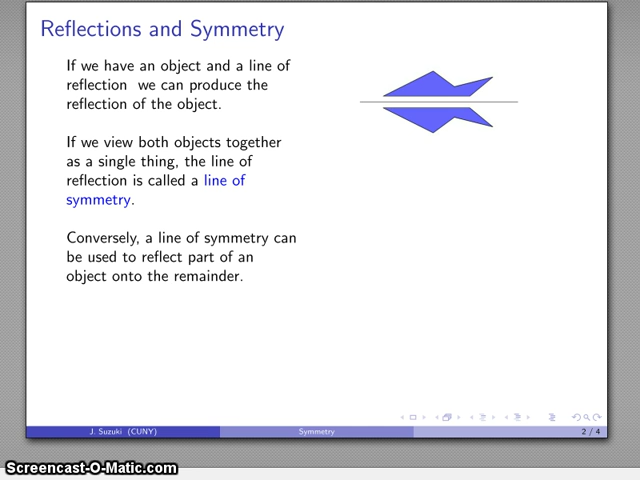 Reflections and Symmetry
If we have an object and a line of
reflection we can produce the
reflection of the object.
If we view both objects together
as a single thing, the line of
reflection is called a line of
symmetry.
Conversely, a line of symmetry can
be used to reflect part of an
object onto the remainder.
J. Suzuki (CUNY) Symmetry 2 / 4
Screencast-O-Matic.com